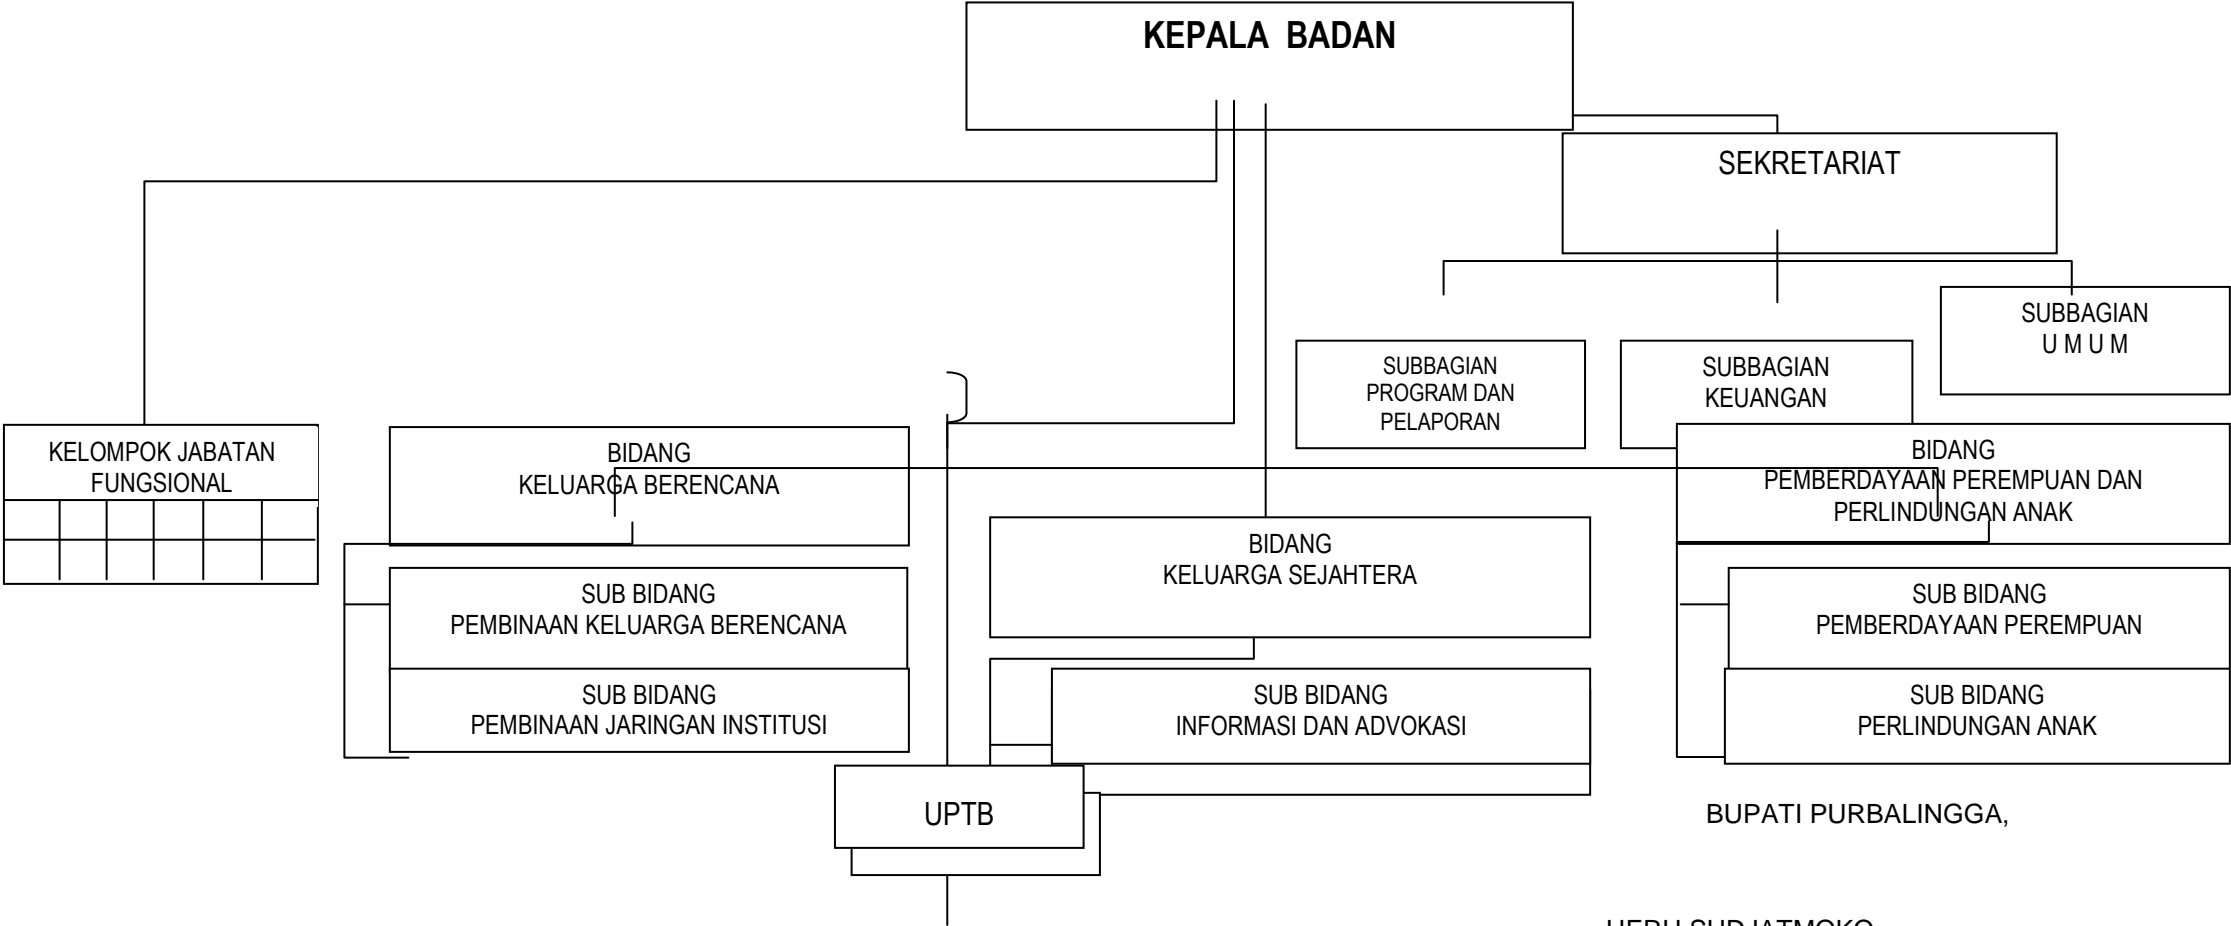 KEPALA BADAN
SEKRETARIAT
SUBBAGIAN
U M U M
SUBBAGIAN
PROGRAM DAN
PELAPORAN
SUBBAGIAN
KEUANGAN
KELOMPOK JABATAN
FUNGSIONAL
BIDANG
KELUARGA BERENCANA
BIDANG
PEMBERDAYAAN PEREMPUAN DAN
PERLINDUNGAN ANAK
BIDANG
KELUARGA SEJAHTERA
SUB BIDANG
PEMBINAAN KELUARGA BERENCANA
SUB BIDANG
PEMBERDAYAAN PEREMPUAN
SUB BIDANG
PEMBINAAN JARINGAN INSTITUSI
SUB BIDANG
INFORMASI DAN ADVOKASI
SUB BIDANG
PERLINDUNGAN ANAK
UPTB
BUPATI PURBALINGGA,